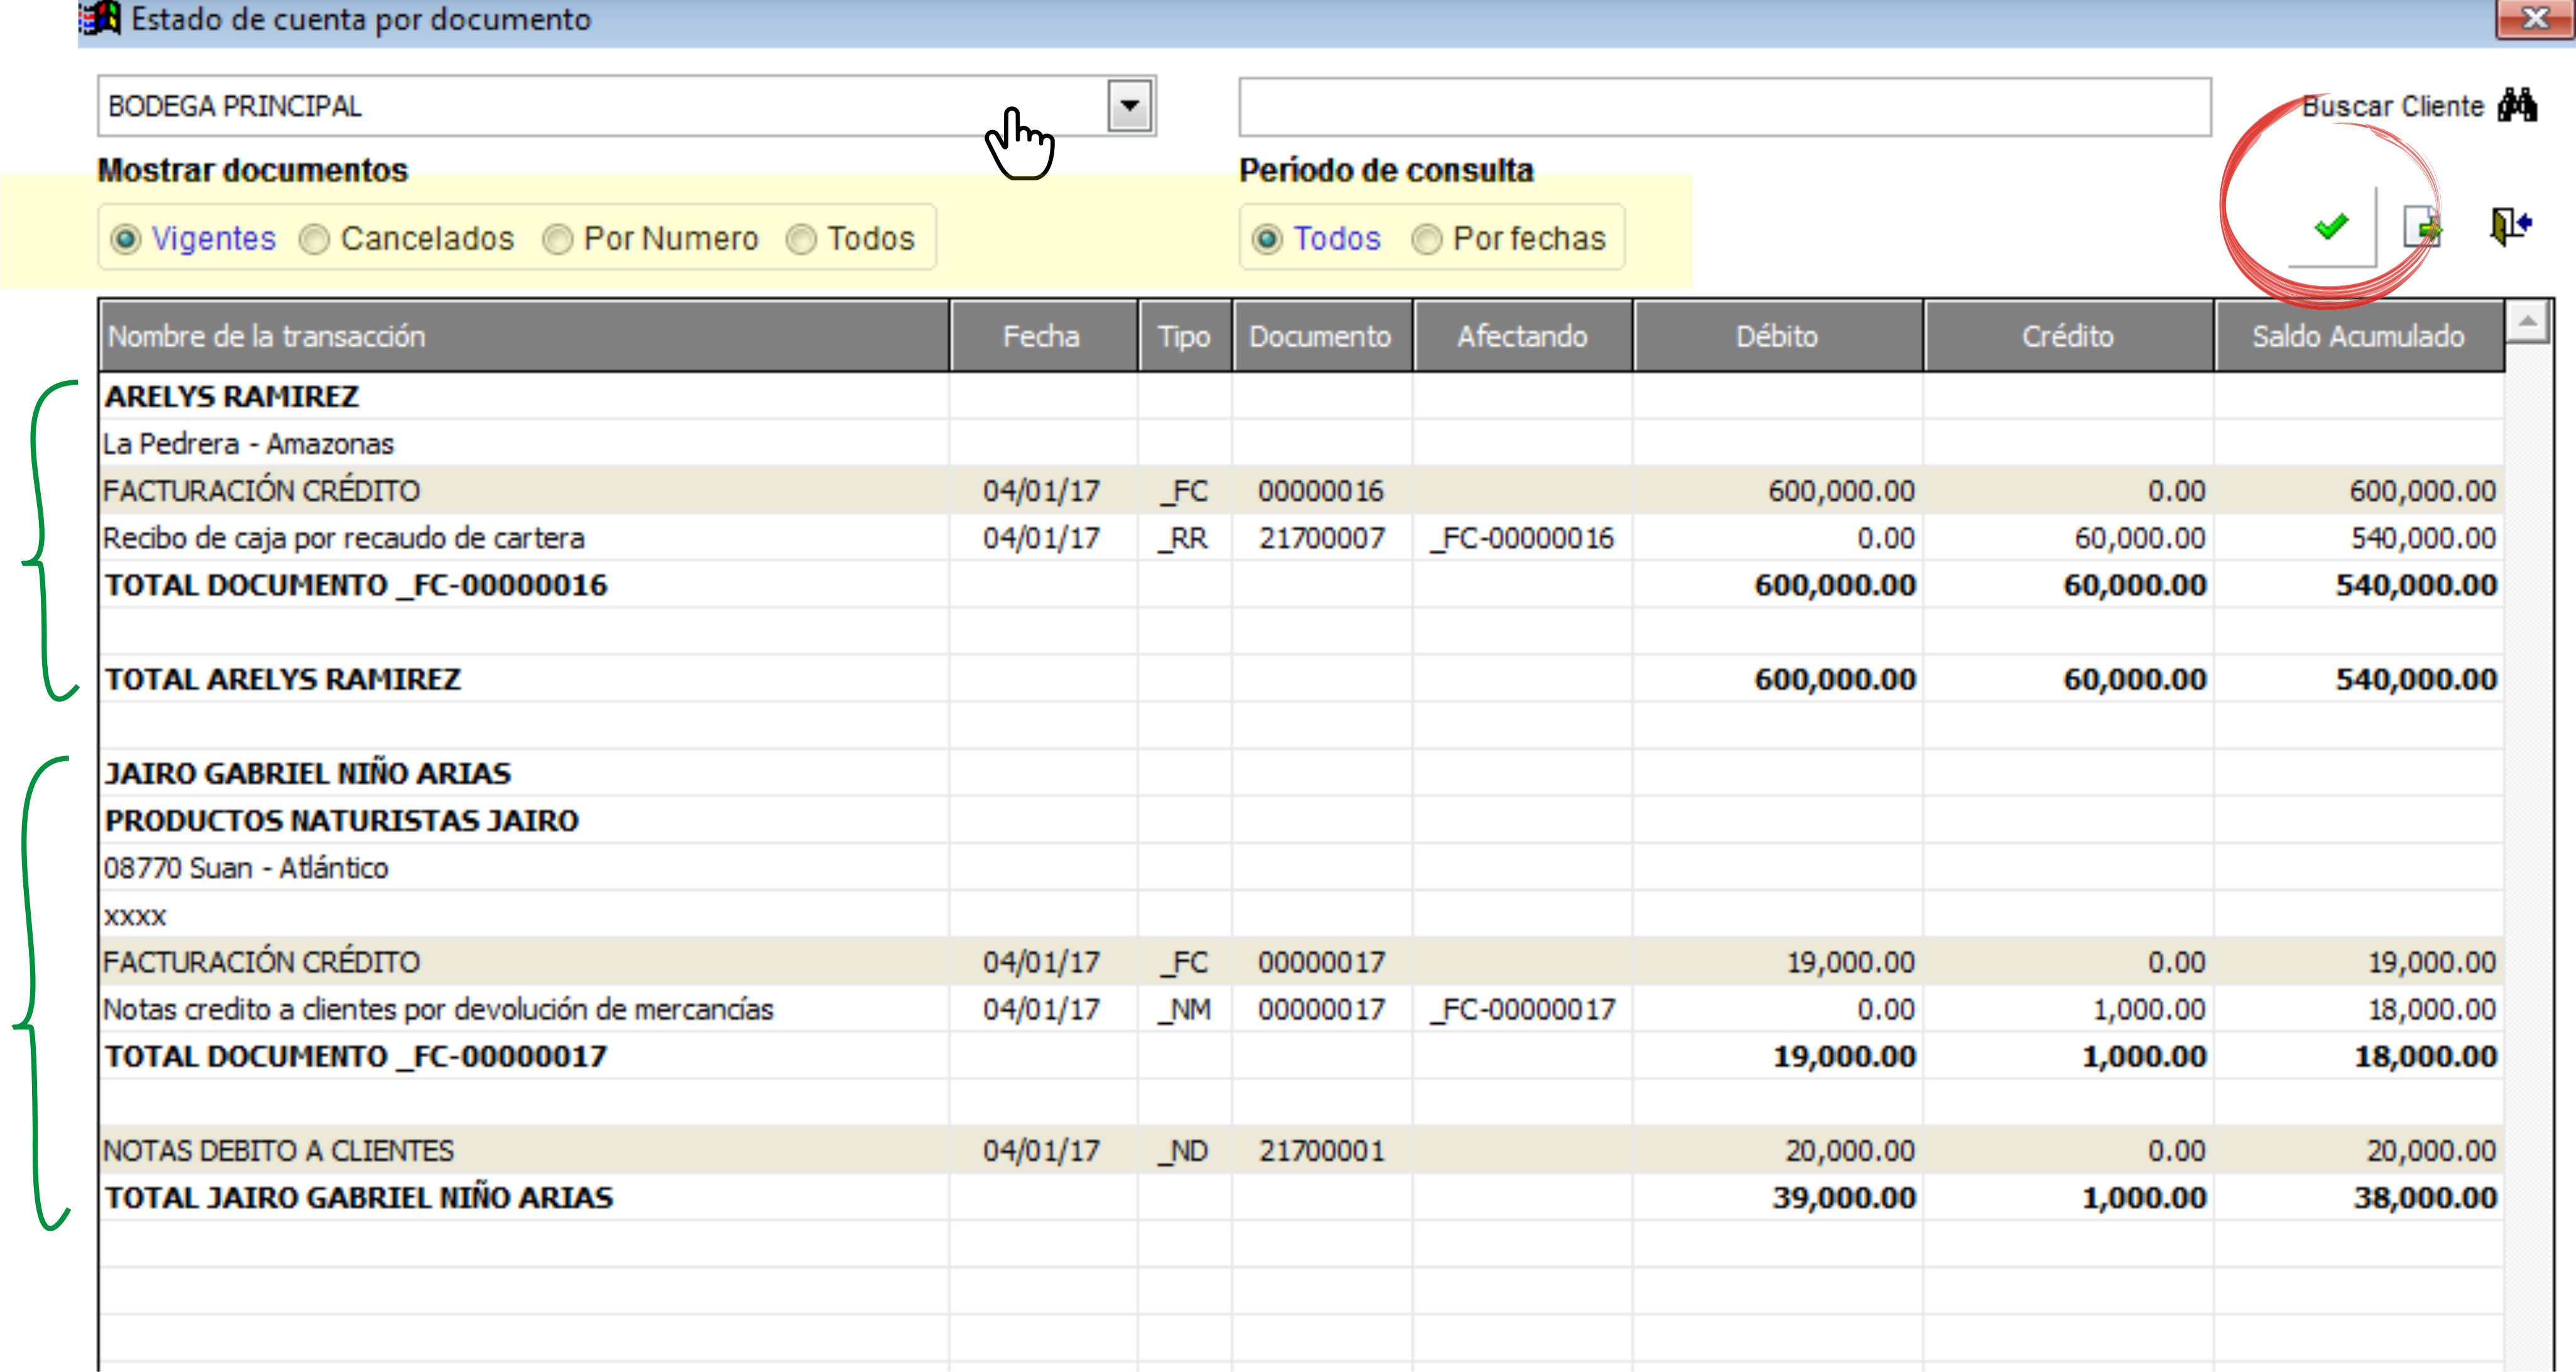 Estado de cuenta por documento
BODEGA PRINCIPAL
Buscar Cliente
Mostrar documentos
Período de consulta
Vigentes Cancelados Por Numero Todos
Todos Por fechas
Nombre de la transacción Fecha Tipo Documento Afectando Débito Crédito Saldo Acumulado
ARELYS RAMIREZ
La Pedrera - Amazonas
FACTURACIÓN CRÉDITO 04/01/17 _FC 00000016 600,000.00 0.00 600,000.00
Recibo de caja por recaudo de cartera 04/01/17 _RR 21700007 _FC-00000016 0.00 60,000.00 540,000.00
TOTAL DOCUMENTO _FC-00000016 600,000.00 60,000.00 540,000.00
TOTAL ARELYS RAMIREZ 600,000.00 60,000.00 540,000.00
JAIRO GABRIEL NIÑO ARIAS
PRODUCTOS NATURISTAS JAIRO
08770 Suan - Atlántico
xxxx
FACTURACIÓN CRÉDITO 04/01/17 _FC 00000017 19,000.00 0.00 19,000.00
Notas credito a clientes por devolución de mercancías 04/01/17 _NM 00000017 _FC-00000017 0.00 1,000.00 18,000.00
TOTAL DOCUMENTO _FC-00000017 19,000.00 1,000.00 18,000.00
NOTAS DEBITO A CLIENTES 04/01/17 _ND 21700001 20,000.00 0.00 20,000.00
TOTAL JAIRO GABRIEL NIÑO ARIAS 39,000.00 1,000.00 38,000.00